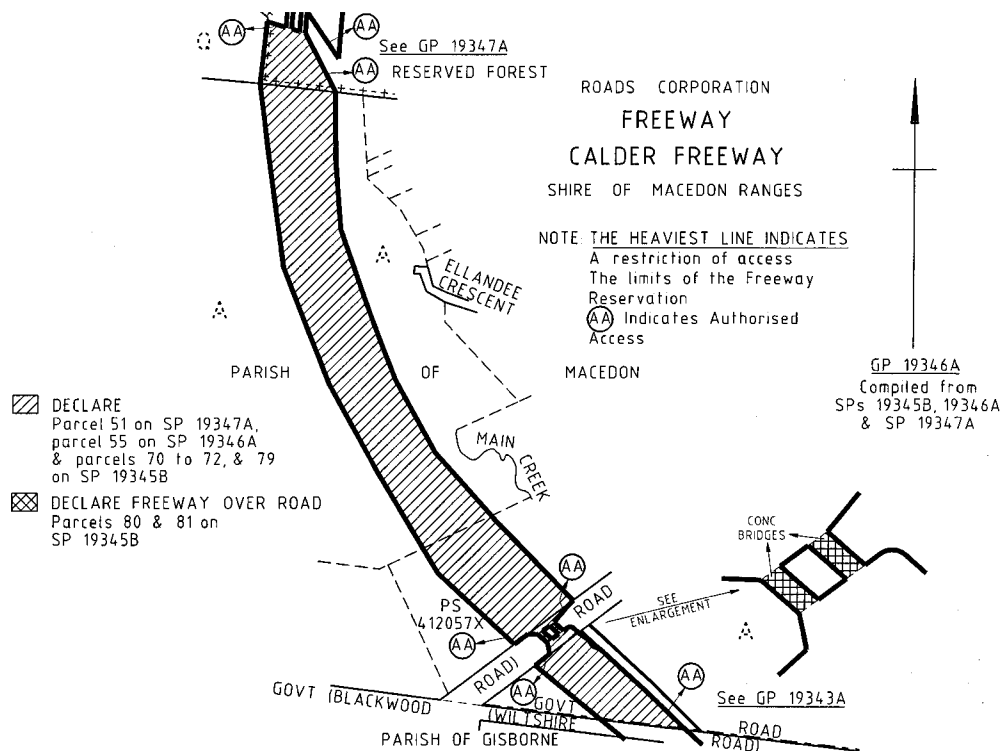 AA
AA
See GP 19347A
AA RESERVED FOREST
ROADS CORPORATION
FREEWAY
CALDER FREEWAY
SHIRE OF MACEDON RANGES
NOTE: THE HEAVIEST LINE INDICATES
A restriction of access
The limits of the Freeway
Reservation
AA Indicates Authorised
Access
ELLANDEE
CRESCENT
A
A
GP 19346A
Compiled from
SPs 19345B, 19346A
& SP 19347A
PARISH OF MACEDON
DECLARE
Parcel 51 on SP 19347A,
parcel 55 on SP 19346A
& parcels 70 to 72, & 79
on SP 19345B
DECLARE FREEWAY OVER ROAD
Parcels 80 & 81 on
SP 19345B
MAIN
CREEK
CONC
BRIDGES
AA
ROAD
SEE
ENLARGEMENT
A
PS
412057X
AA
ROAD)
AA
AA
GOVT (BLACKWOOD
GOVT
(WILTSHIRE
See GP 19343A
ROAD
ROAD)
PARISH OF GISBORNE